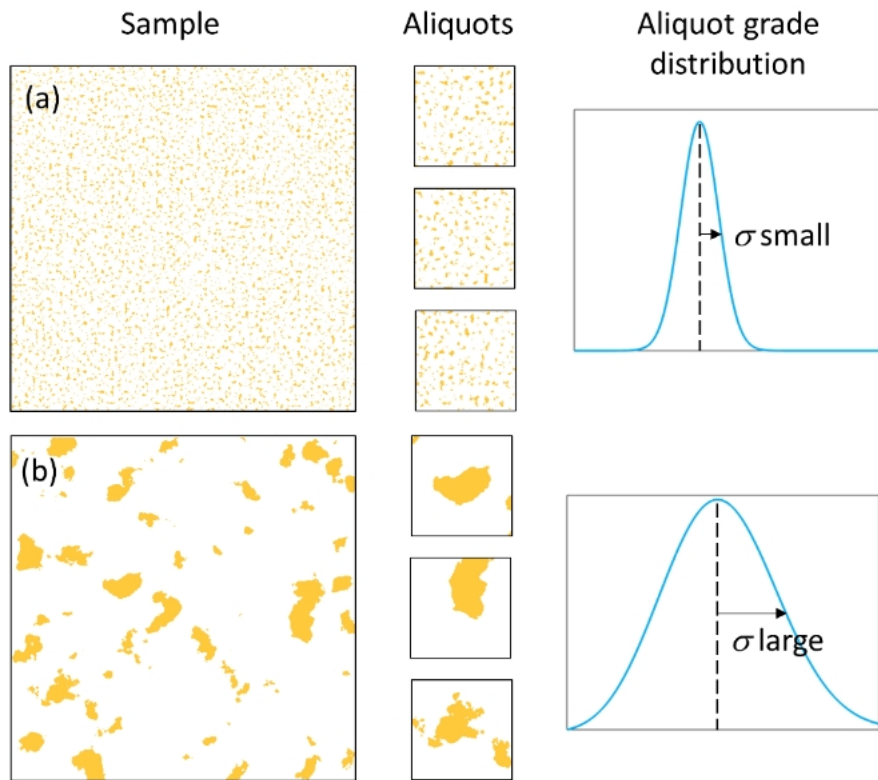 Sample
Aliquots
Aliquot grade
distribution
(a)
σ small
(b)
σ large